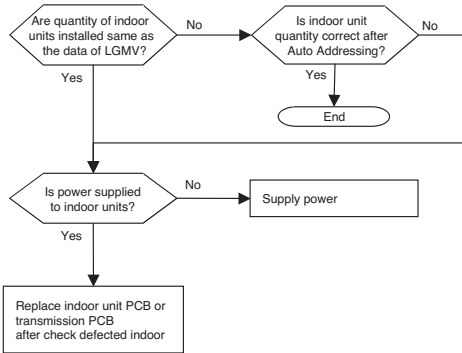 Are quantity of indoor
units installed same as
the data of LGMV?
No
Is indoor unit
quantity correct after
Auto Addressing?
No
Yes
Yes
End
Is power supplied
to indoor units?
No
Supply power
Yes
Replace indoor unit PCB or
transmission PCB
after check defected indoor